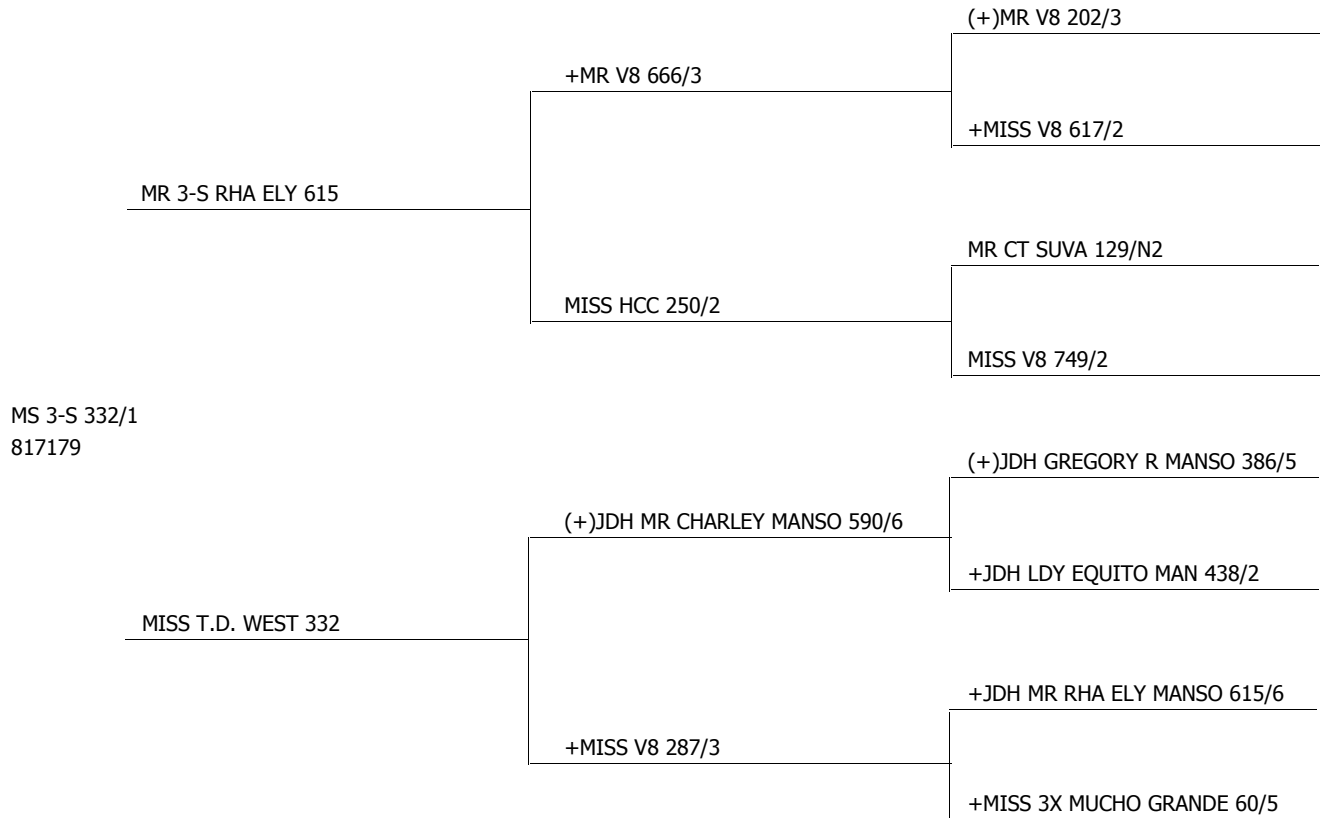 (+)MR V8 202/3
+MR V8 666/3
+MISS V8 617/2
MR 3-S RHA ELY 615
MR CT SUVA 129/N2
MISS HCC 250/2
MISS V8 749/2
MS 3-S 332/1
817179
(+)JDH GREGORY R MANSO 386/5
(+)JDH MR CHARLEY MANSO 590/6
+JDH LDY EQUITO MAN 438/2
MISS T.D. WEST 332
+JDH MR RHA ELY MANSO 615/6
+MISS V8 287/3
+MISS 3X MUCHO GRANDE 60/5